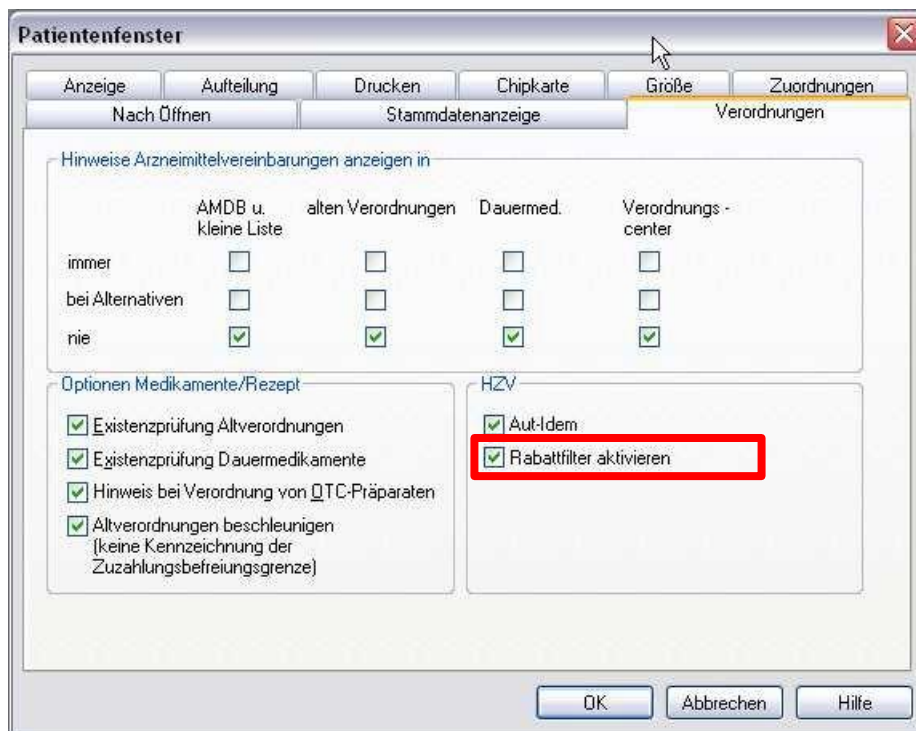 Patientenfenster
Anzeige Aufteilung Drucken Chipkarte Größe Zuordnungen
Nach Öffnen Stammdatenanzeige Verordnungen
Hinweise Arzneimittelvereinbarungen anzeigen in
AMDB u. alten Verordnungen Dauermed. Verordnungs -
kleine Liste center
immer
bei Alternativen
nie
Optionen Medikamente/Rezept HZV
Existenzprüfung Altverordnungen Aut-Idem
Existenzprüfung Dauermedikamente Rabattfilter aktivieren
Hinweis bei Verordnung von OTC-Präparaten
Altverordnungen beschleunigen
(keine Kennzeichnung der
Zuzahlungsbefreiungsgrenze)
OK Abbrechen Hilfe